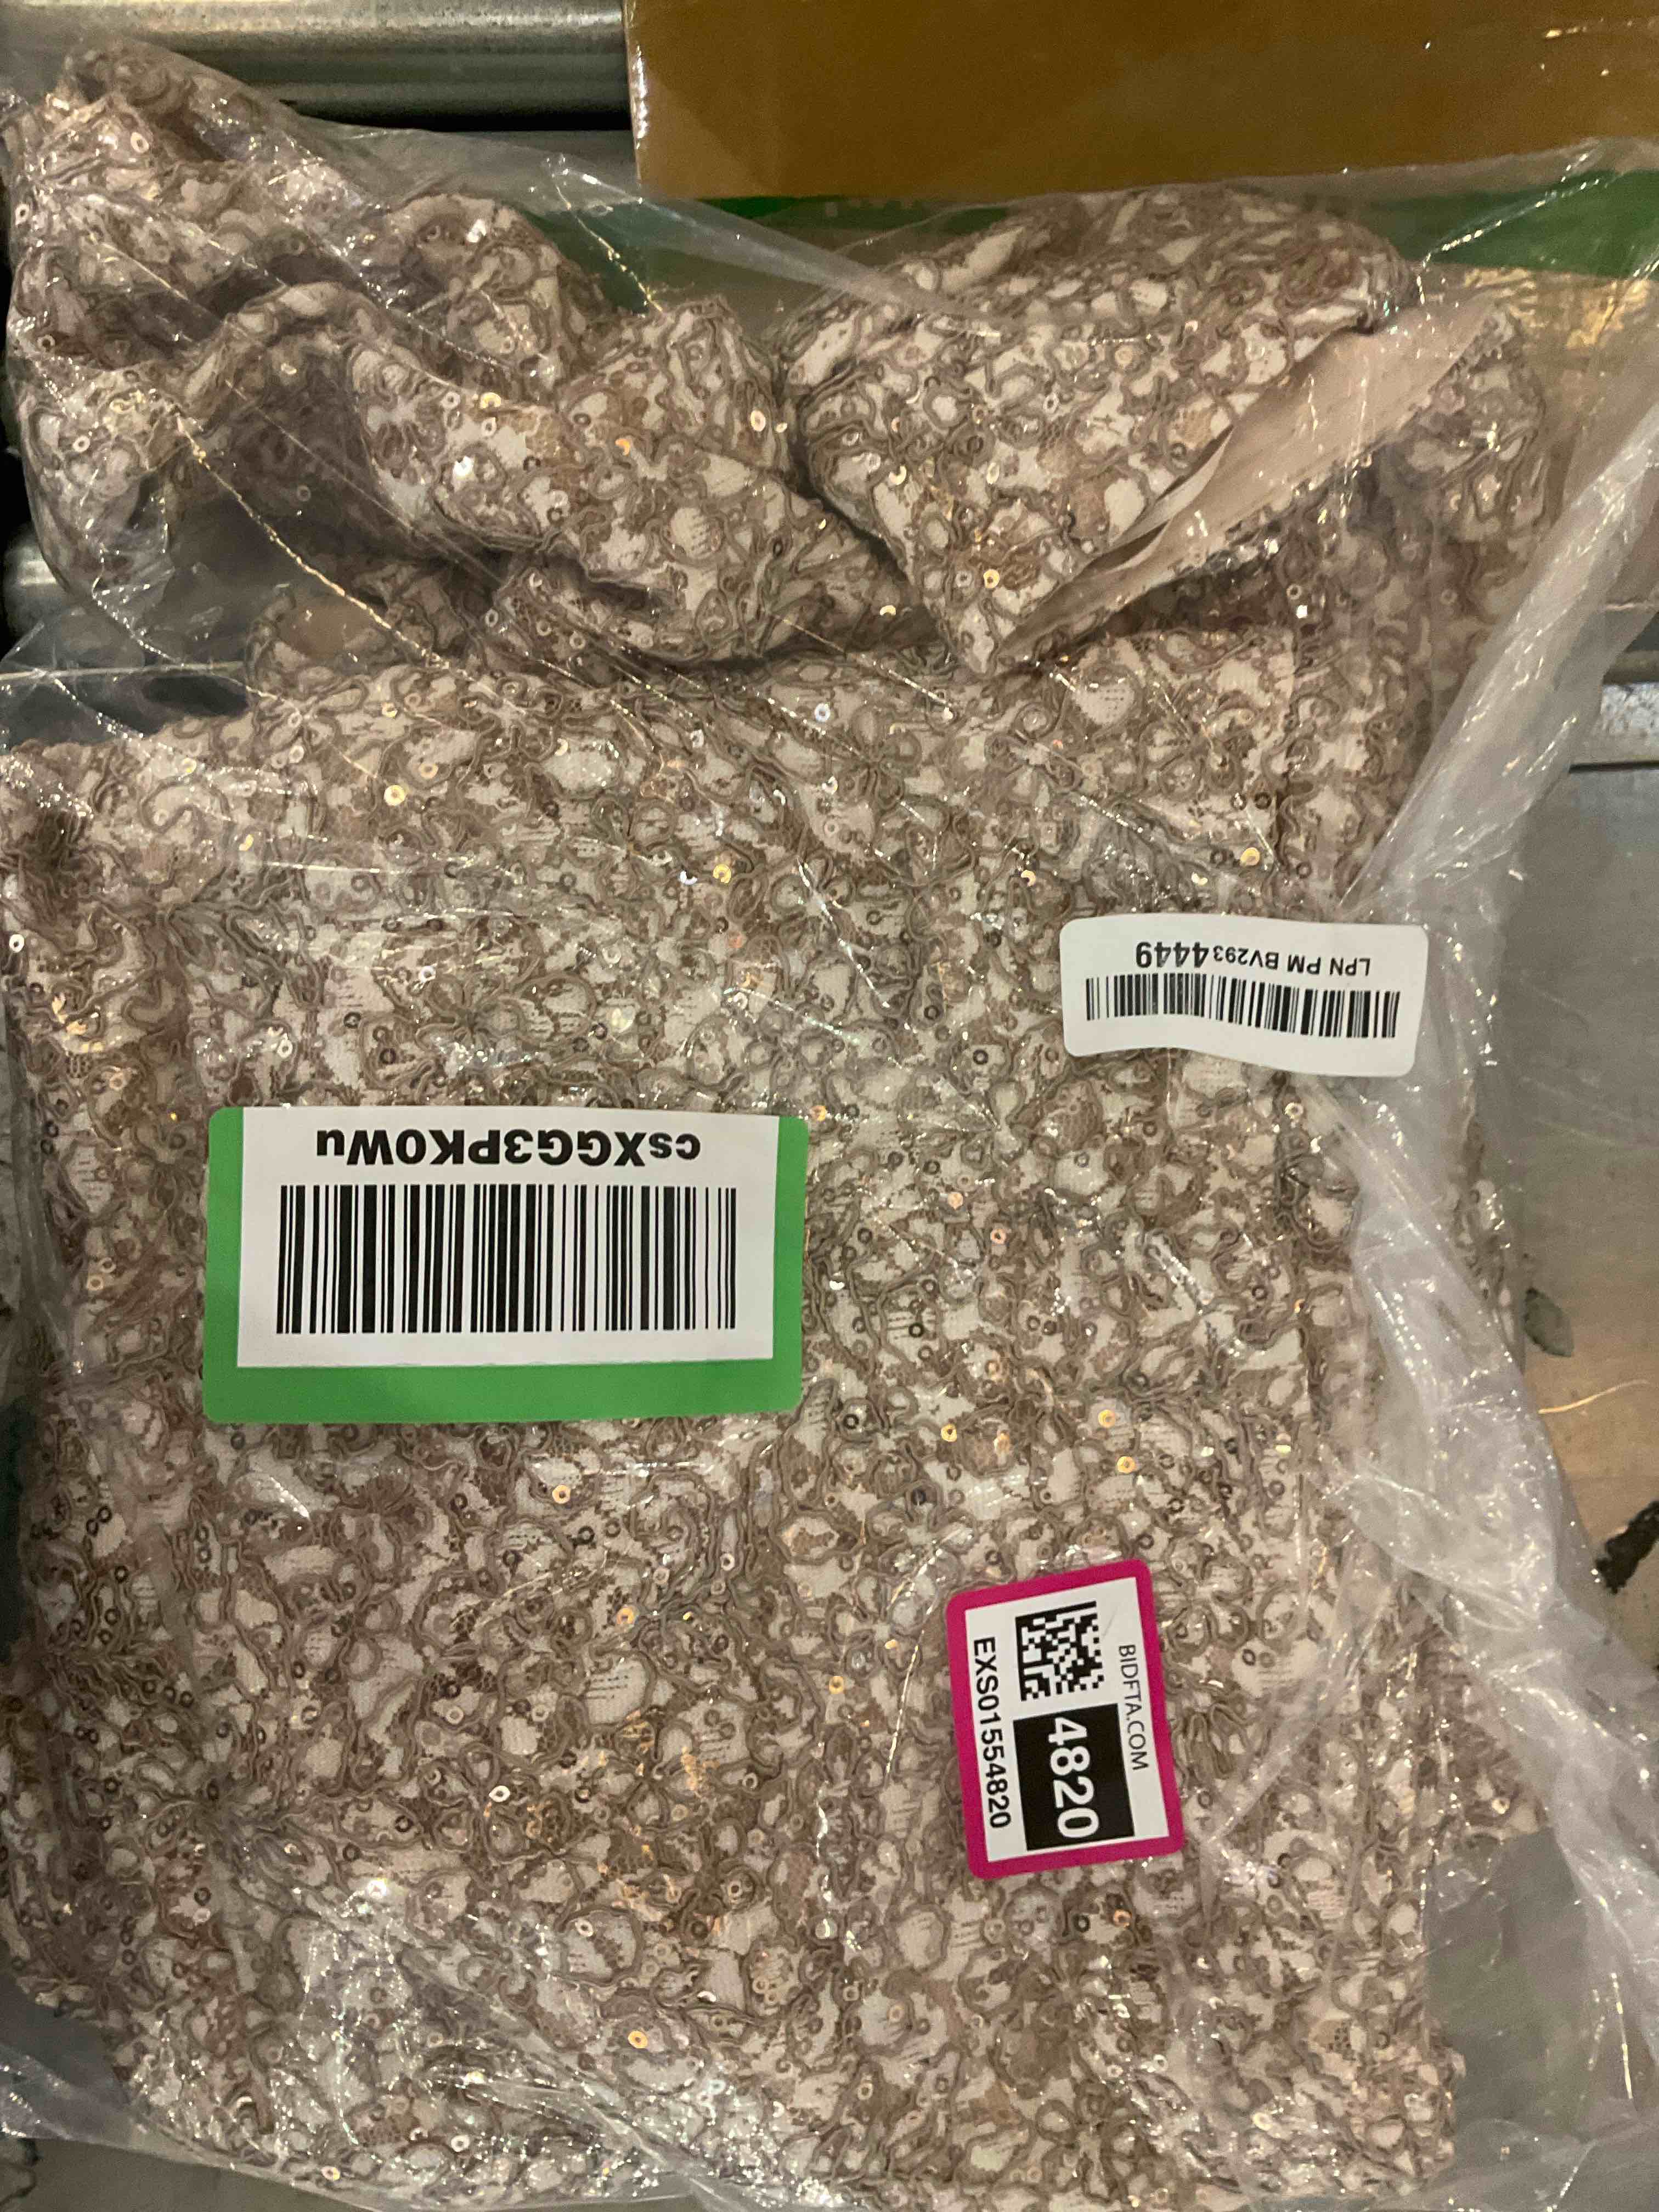 LPN PM BV2934449
csXGG3PK0Wu
BIDFTA.COM
4820
EXS01554820